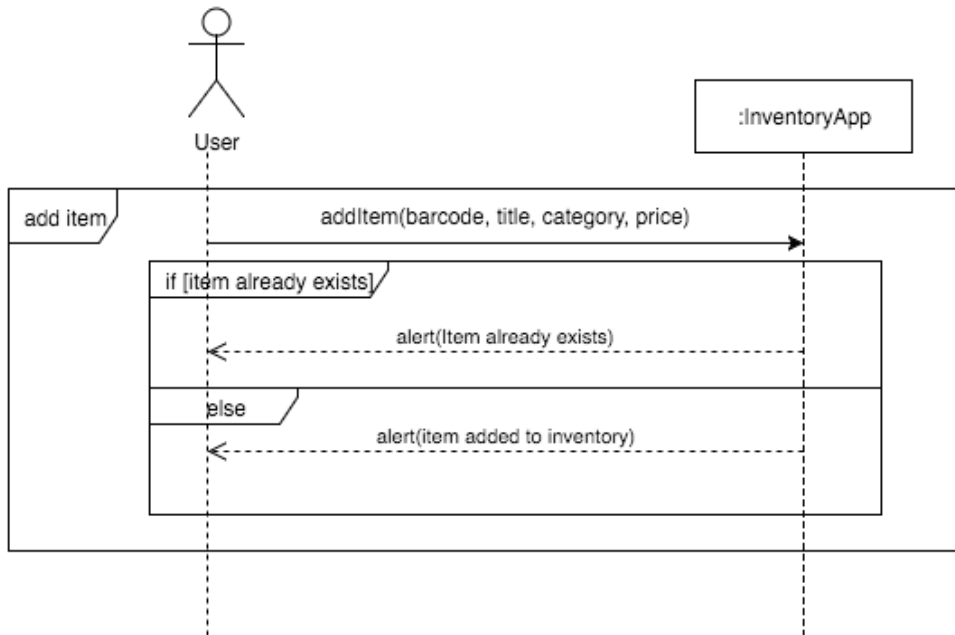 User
:InventoryApp
add item
addItem(barcode, title, category, price)
if [item already exists]
alert(Item already exists)
else
alert(item added to inventory)